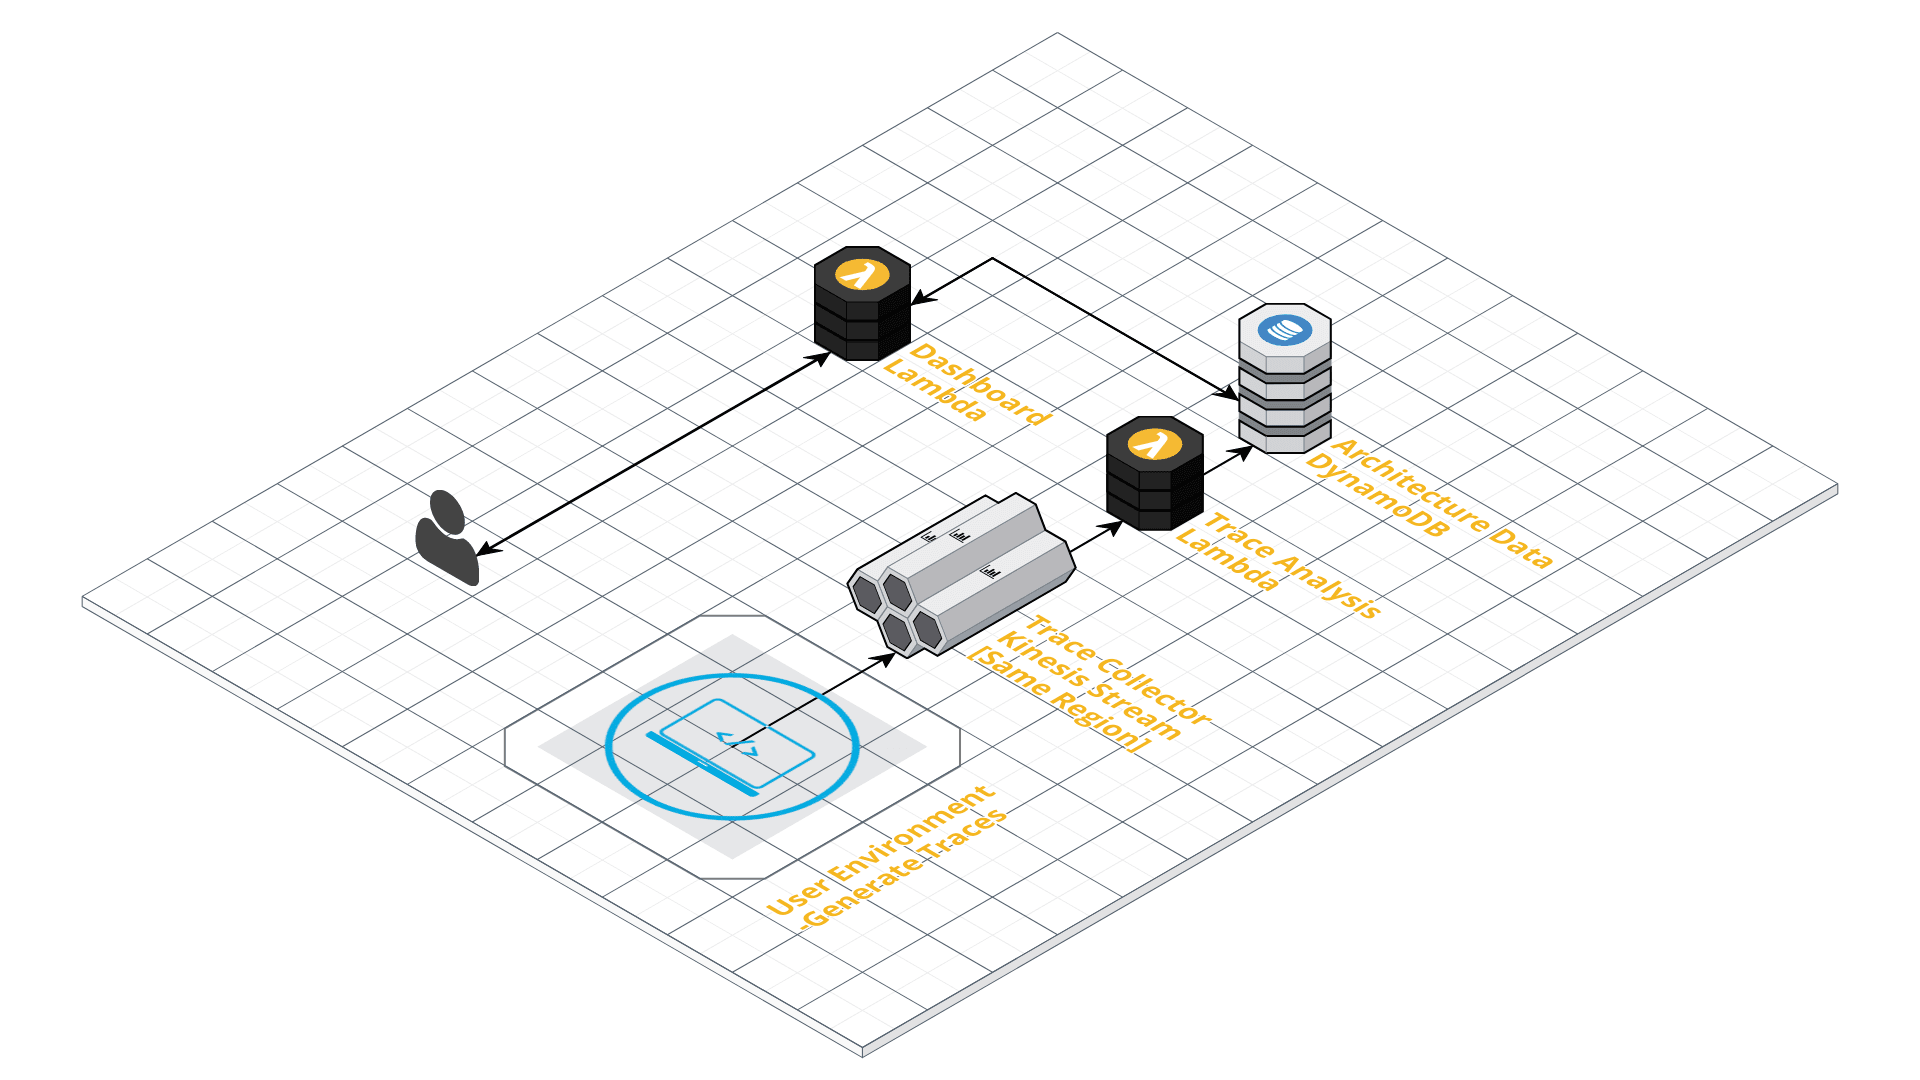 Dashboard
Lambda
Architecture Data
DynamoDB
Trace Analysis
Lambda
Trace Collector
Kinesis Stream
[Same Region]
User Environment
-Generate Traces